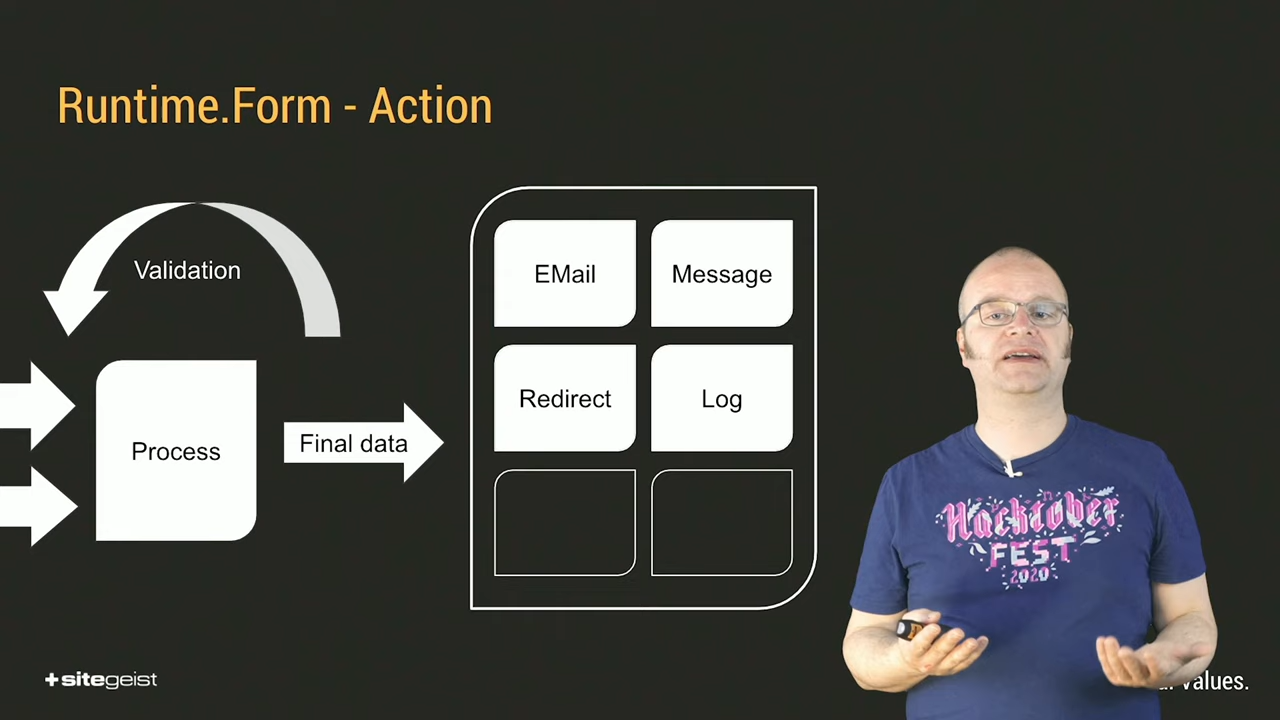 Runtime.Form - Action
Validation
Process
Final data
EMail
Message
Redirect
Log
Hacktober
FEST
2020
+sitegeist
values.